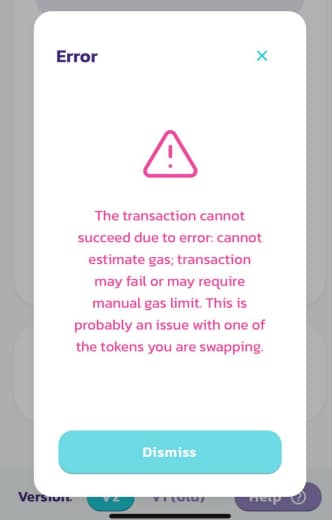 Error
The transaction cannot
succeed due to error: cannot
estimate gas; transaction
may fail or may require
manual gas limit. This is
probably an issue with one of
the tokens you are swapping.
Dismiss
Version: V2 V1 (old) Help ?